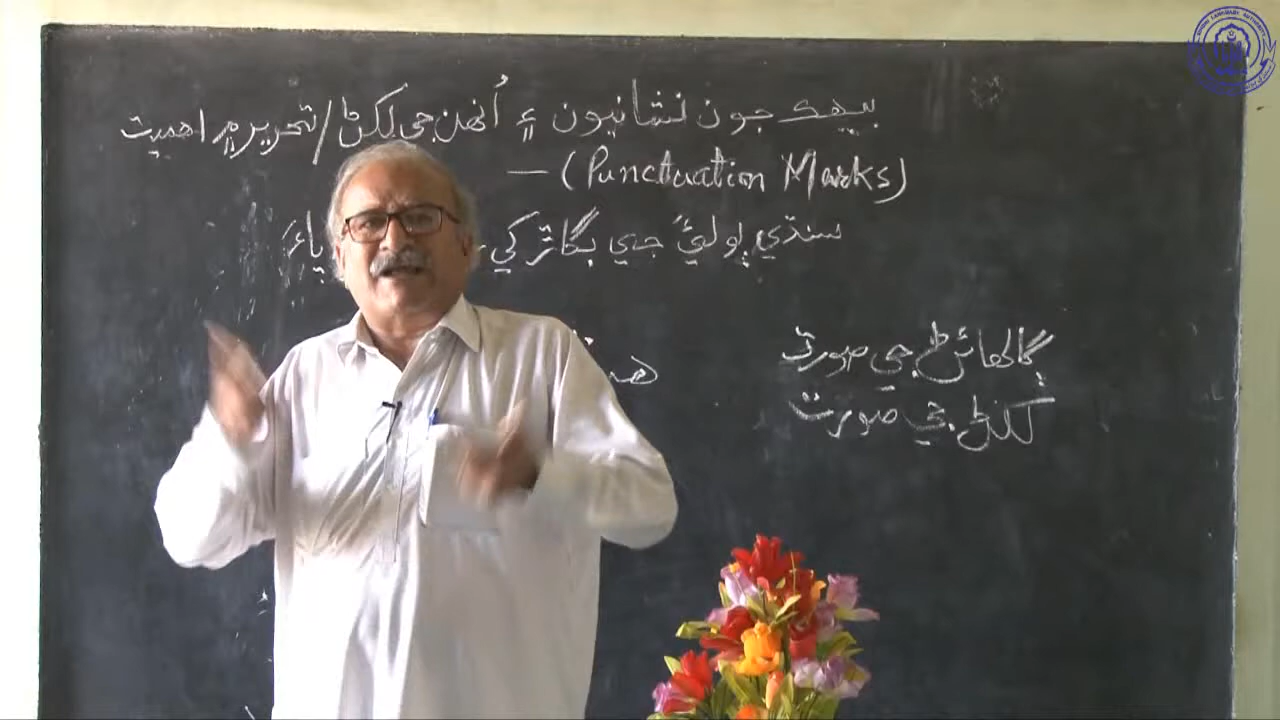 بيهڪ جون نشانيون ۽ اُنهن جي لکڻ/تحرير ۾ اهميت
— (Punctuation Marks)
سنڌي ٻوليءَ جي بگاڙ کي
ڳالهائڻ جي صورت
لکڻ جي صورت